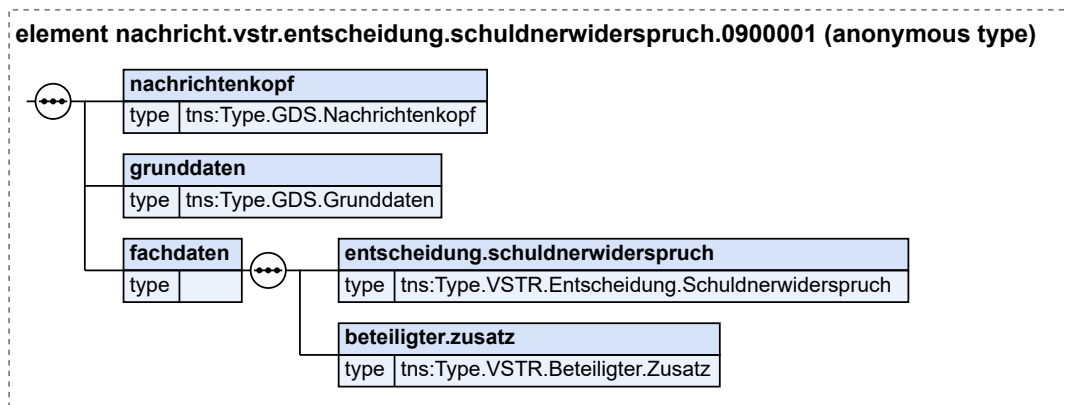 element nachricht.vstr.entscheidung.schuldnerwiderspruch.0900001 (anonymous type)
nachrichtenkopf
type tns:Type.GDS.Nachrichtenkopf
grunddaten
type tns:Type.GDS.Grunddaten
fachdaten
type
entscheidung.schuldnerwiderspruch
type tns:Type.VSTR.Entscheidung.Schuldnerwiderspruch
beteiligter.zusatz
type tns:Type.VSTR.Beteiligter.Zusatz